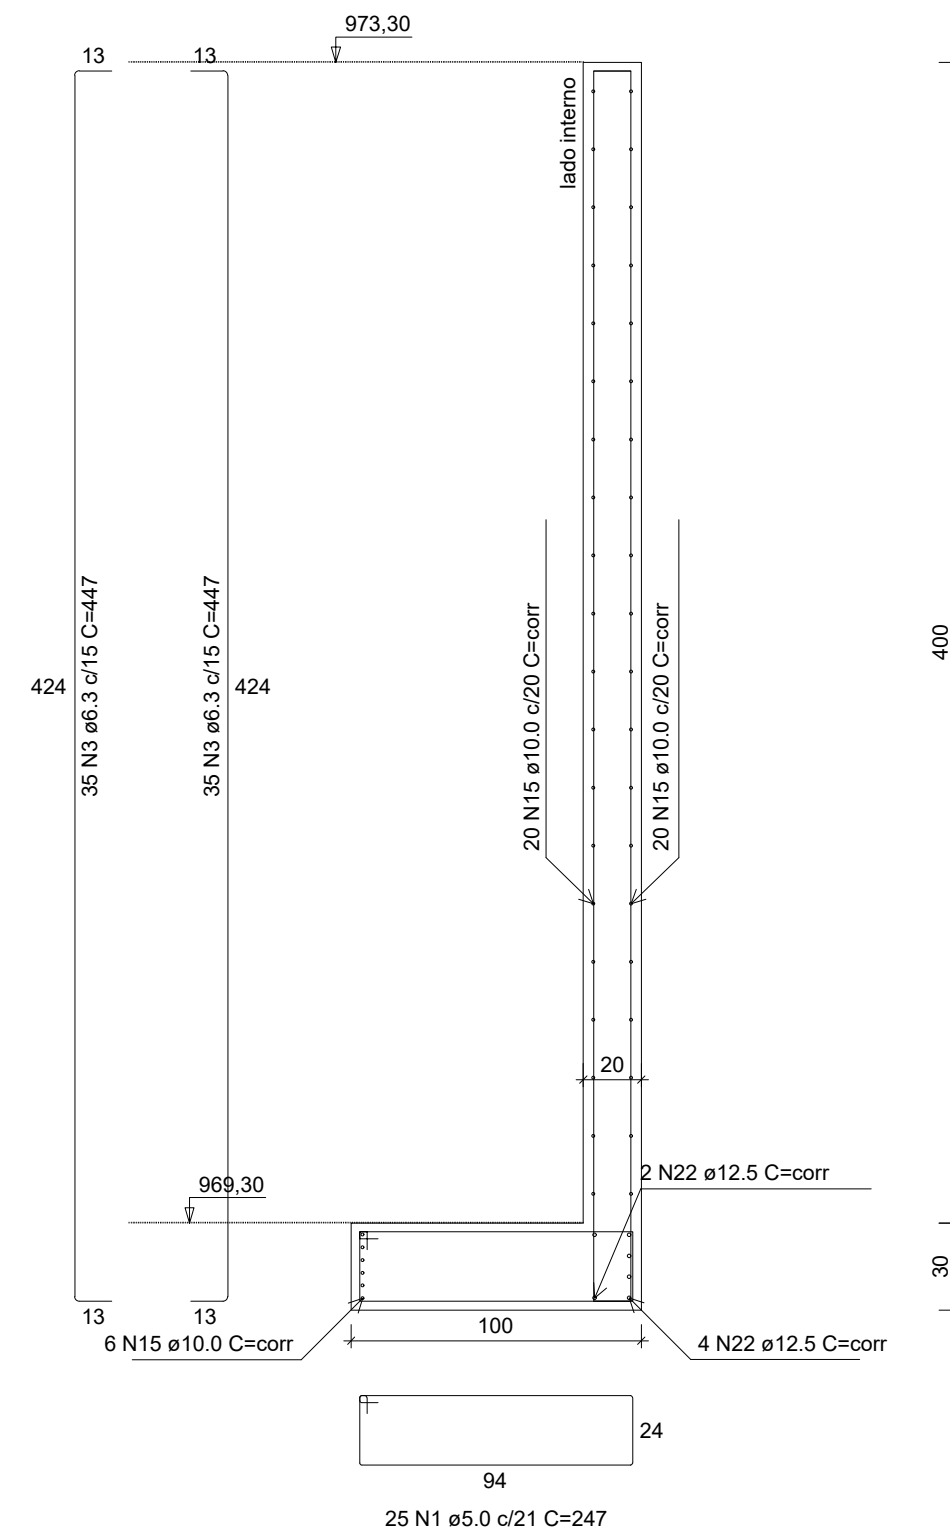 973,30
13
13
lado interno
424
35 N3 ø6.3 c/15 C=447
35 N3 ø6.3 c/15 C=447
424
20 N15 ø10.0 c/20 C=corr
20 N15 ø10.0 c/20 C=corr
400
20
2 N22 ø12.5 C=corr
969,30
30
13
13
100
6 N15 ø10.0 C=corr
4 N22 ø12.5 C=corr
24
94
25 N1 ø5.0 c/21 C=247